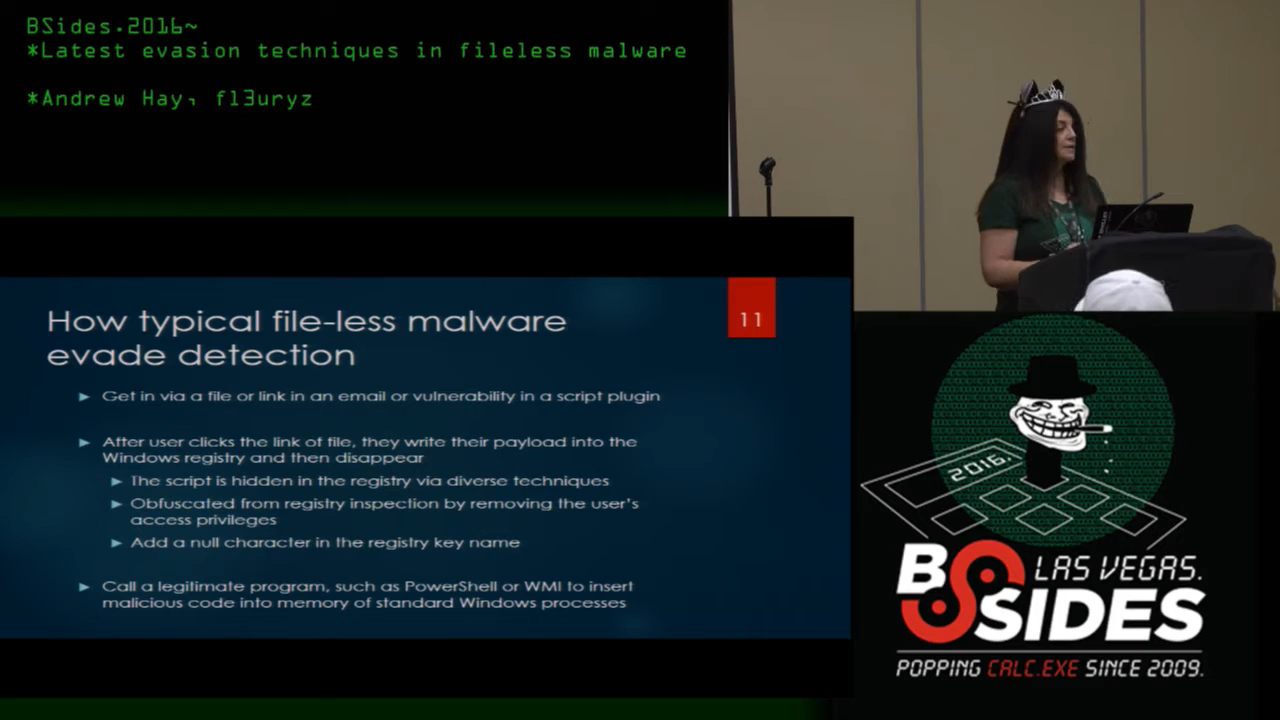 BSides.2016~
*Latest evasion techniques in fileless malware
*Andrew Hay, fl3uryz
How typical file-less malware
evade detection
11
Get in via a file or link in an email or vulnerability in a script plugin
After user clicks the link of file, they write their payload into the
Windows registry and then disappear
The script is hidden in the registry via diverse techniques
Obfuscated from registry inspection by removing the user's
access privileges
Add a null character in the registry key name
Call a legitimate program, such as PowerShell or WMI to insert
malicious code into memory of standard Windows processes
2016.
BSIDES
LAS VEGAS.
POPPING CALC.EXE SINCE 2009.